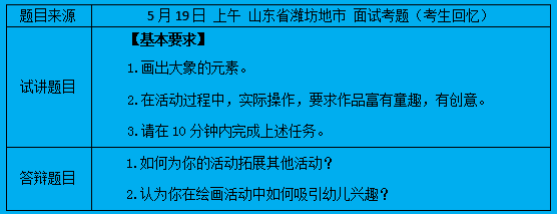 题目来源 5月19日 上午 山东省潍坊地市 面试考题（考生回忆）
【基本要求】
1.画出大象的元素。
试讲题目
2.在活动过程中，实际操作，要求作品富有童趣，有创意。
3.请在10分钟内完成上述任务。
答辩题目
1.如何为你的活动拓展其他活动？
2.认为你在绘画活动中如何吸引幼儿兴趣？